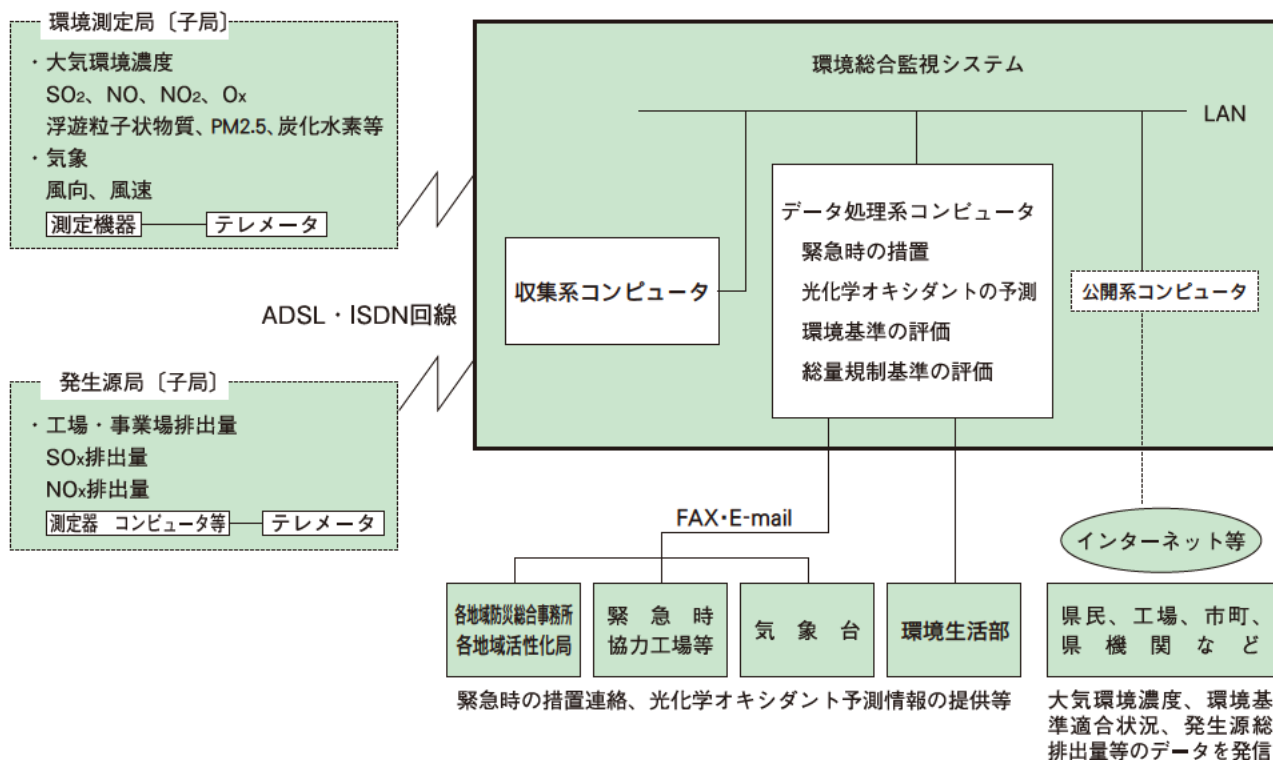 環境測定局〔子局〕
・大気環境濃度
SO₂、NO、NO₂、Ox
浮遊粒子状物質、PM2.5、炭化水素等
・気象
風向、風速
測定機器
テレメータ
ADSL・ISDN回線
発生源局〔子局〕
・工場・事業場排出量
SOx排出量
NOx排出量
測定器　コンピュータ等
テレメータ
環境総合監視システム
LAN
収集系コンピュータ
データ処理系コンピュータ
緊急時の措置
光化学オキシダントの予測
環境基準の評価
総量規制基準の評価
公開系コンピュータ
FAX・E-mail
インターネット等
各地域防災総合事務所
各地域活性化局
緊急時
協力工場等
気象台
環境生活部
県民、工場、市町、
県機関など
緊急時の措置連絡、光化学オキシダント予測情報の提供等
大気環境濃度、環境基
準適合状況、発生源総
排出量等のデータを発信